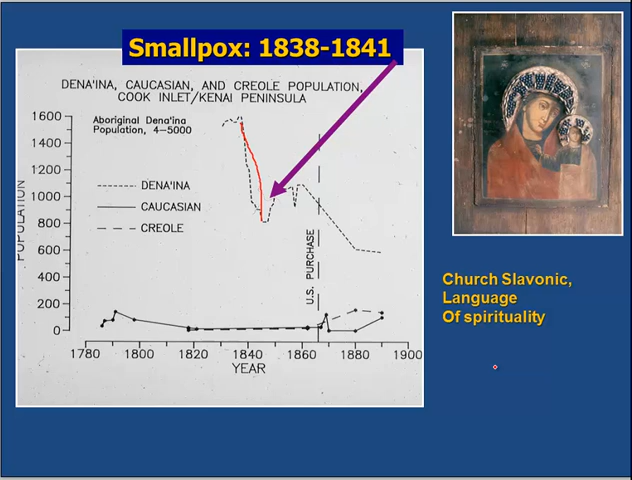 Smallpox: 1838-1841
DENA'INA, CAUCASIAN, AND CREOLE POPULATION,
COOK INLET/KENAI PENINSULA
Aboriginal Dena'ina
Population, 4-5000
1600
1400
1200
1000
800
600
400
200
0
POPULATION
DENA'INA
CAUCASIAN
CREOLE
U.S. PURCHASE
1780
1800
1820
1840
1860
1880
1900
YEAR
Church Slavonic,
Language
Of spirituality